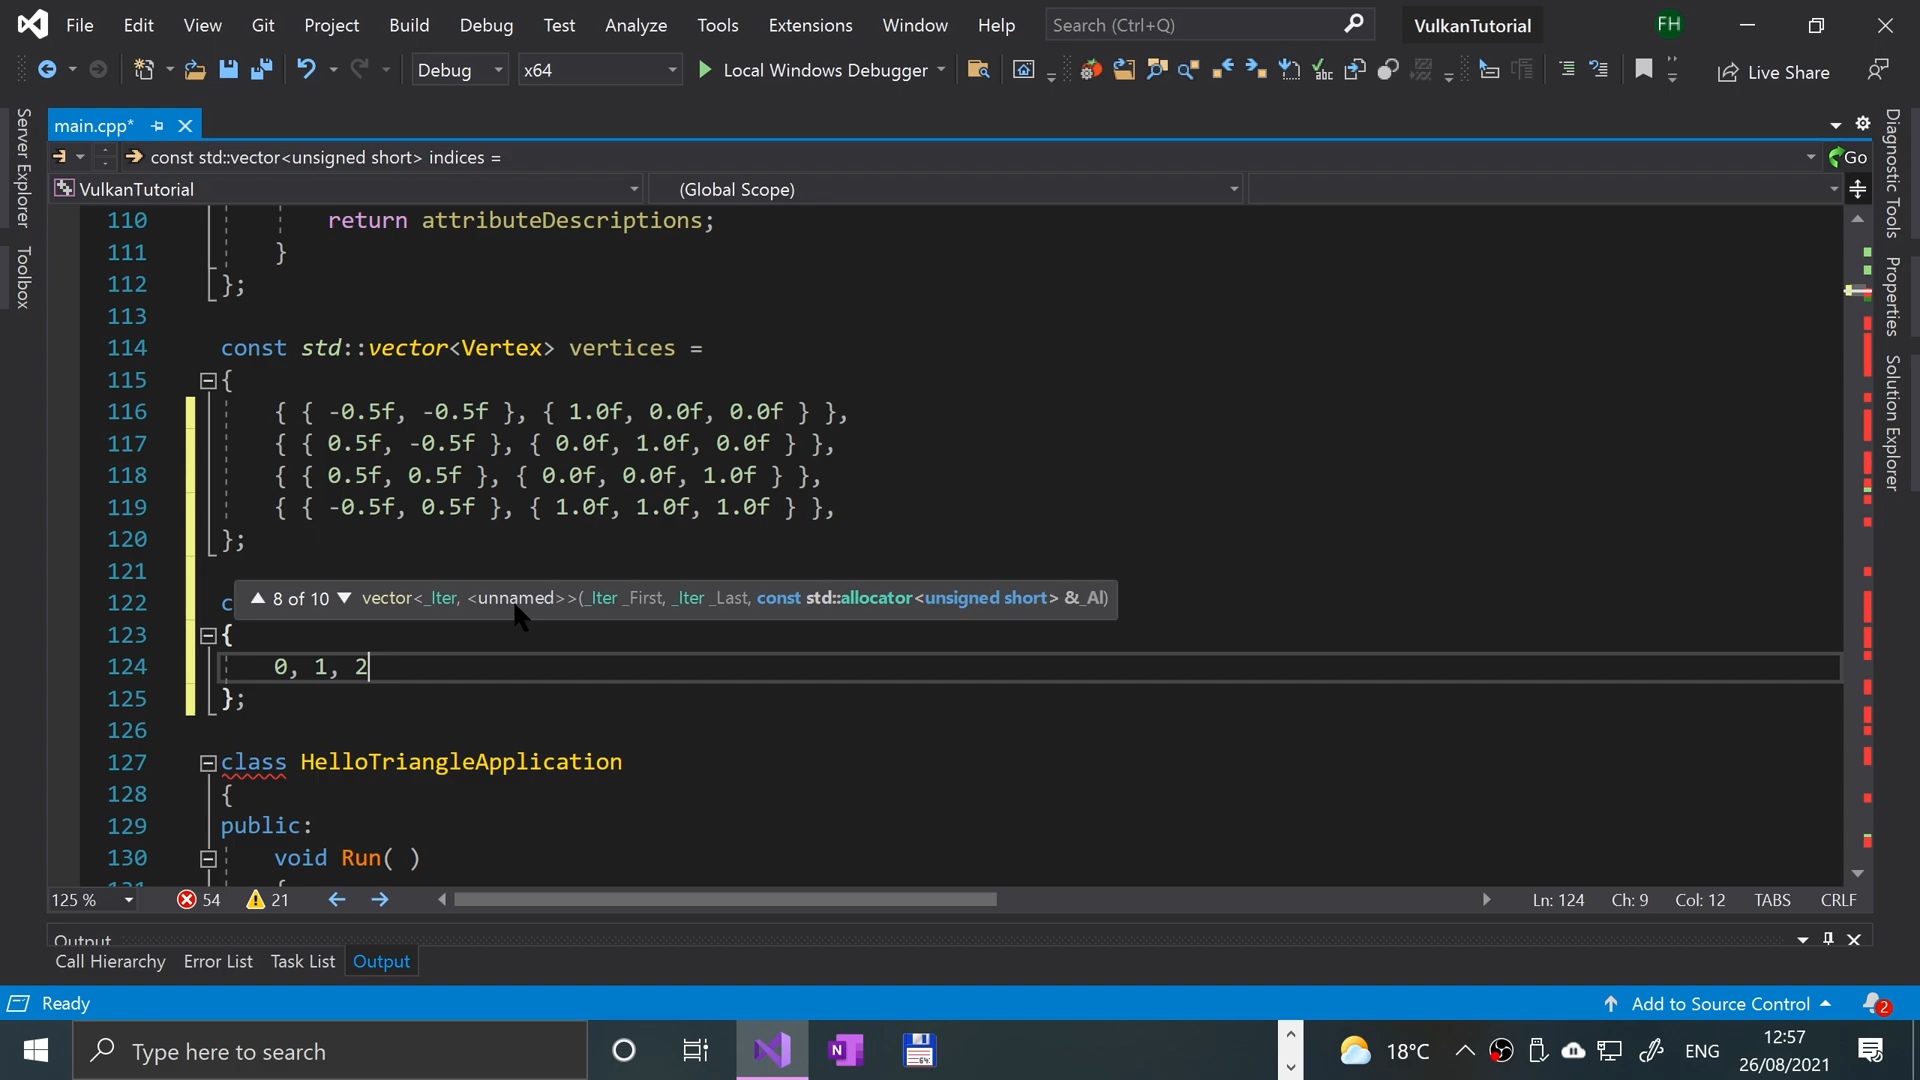 File Edit View Git Project Build Debug Test Analyze Tools Extensions Window Help Search (Ctrl+Q) VulkanTutorial FH
Debug x64 Local Windows Debugger Live Share
Server Explorer
Toolbox
main.cpp*
const std::vector<unsigned short> indices = Go
VulkanTutorial (Global Scope)
110 return attributeDescriptions;
111 }
112 };
113
114 const std::vector<Vertex> vertices =
115 {
116 { { -0.5f, -0.5f }, { 1.0f, 0.0f, 0.0f } },
117 { { 0.5f, -0.5f }, { 0.0f, 1.0f, 0.0f } },
118 { { 0.5f, 0.5f }, { 0.0f, 0.0f, 1.0f } },
119 { { -0.5f, 0.5f }, { 1.0f, 1.0f, 1.0f } },
120 };
121
122 c
8 of 10 vector<_Iter, <unnamed>>(_Iter _First, _Iter _Last, const std::allocator<unsigned short> &_Al)
123 {
124 0, 1, 2
125 };
126
127 class HelloTriangleApplication
128 {
129 public:
130 void Run( )
131 {
Diagnostic Tools
Properties
Solution Explorer
125 % 54 21 Ln: 124 Ch: 9 Col: 12 TABS CRLF
Output
Call Hierarchy Error List Task List Output
Ready Add to Source Control 2
Type here to search 64 18°C ENG 12:57
26/08/2021